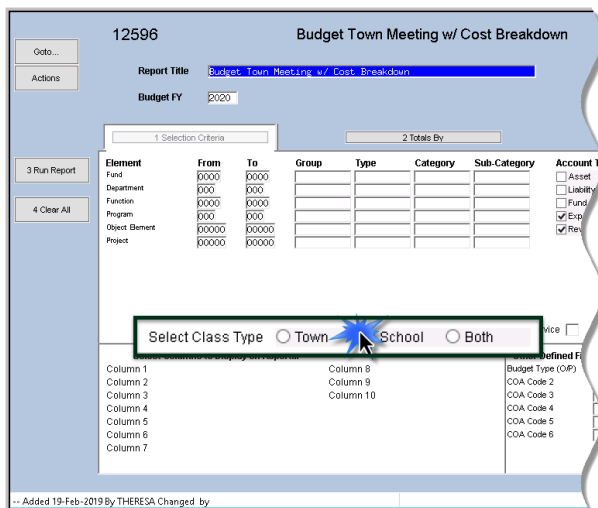 12596 Budget Town Meeting w/ Cost Breakdown
Goto...
Actions
Report Title Budget Town Meeting w/ Cost Breakdown
Budget FY 2020
1 Selection Criteria 2 Totals By
3 Run Report
4 Clear All
Element From To Group Type Category Sub-Category Account T
Fund 0000 0000 Asset
Department 000 000 Liability
Function 0000 0000 Fund
Program 000 000 Exp
Object Element 00000 00000 Rev
Project 00000 00000
vice
Select Class Type Town School Both
Column 1 Column 8 Budget Type (O/P)
Column 2 Column 9 COA Code 2
Column 3 Column 10 COA Code 3
Column 4 COA Code 4
Column 5 COA Code 5
Column 6 COA Code 6
Column 7
-- Added 19-Feb-2019 By THERESA Changed by